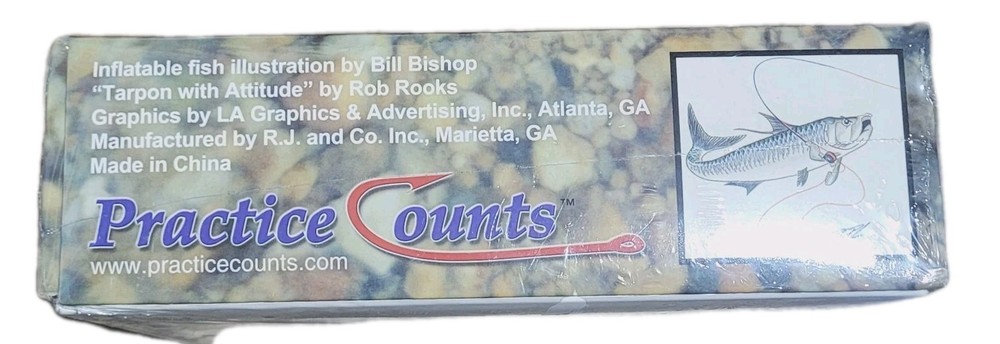 Inflatable fish illustration by Bill Bishop
“Tarpon with Attitude” by Rob Rooks
Graphics by LA Graphics & Advertising, Inc., Atlanta, GA
Manufactured by R.J. and Co. Inc., Marietta, GA
Made in China
Practice Counts™
www.practicecounts.com